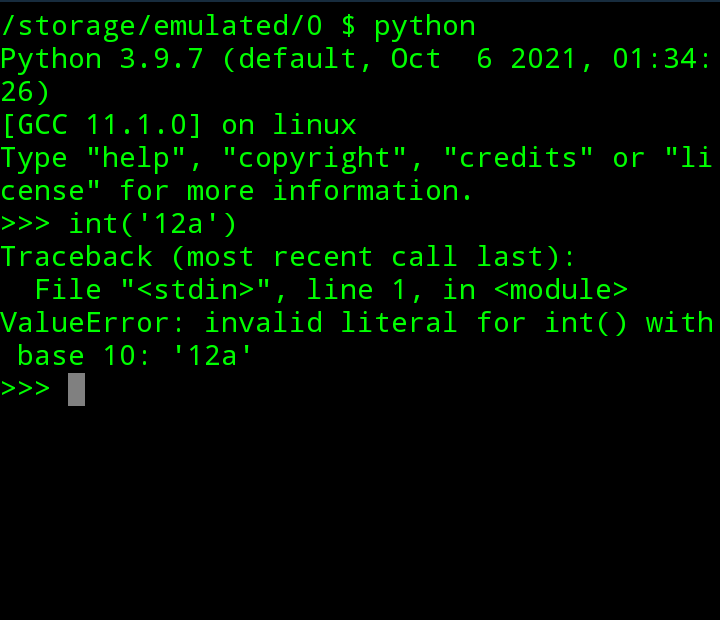 /storage/emulated/0 $ python
Python 3.9.7 (default, Oct  6 2021, 01:34:
26)
[GCC 11.1.0] on linux
Type "help", "copyright", "credits" or "li
cense" for more information.
>>> int('12a')
Traceback (most recent call last):
  File "<stdin>", line 1, in <module>
ValueError: invalid literal for int() with
 base 10: '12a'
>>>